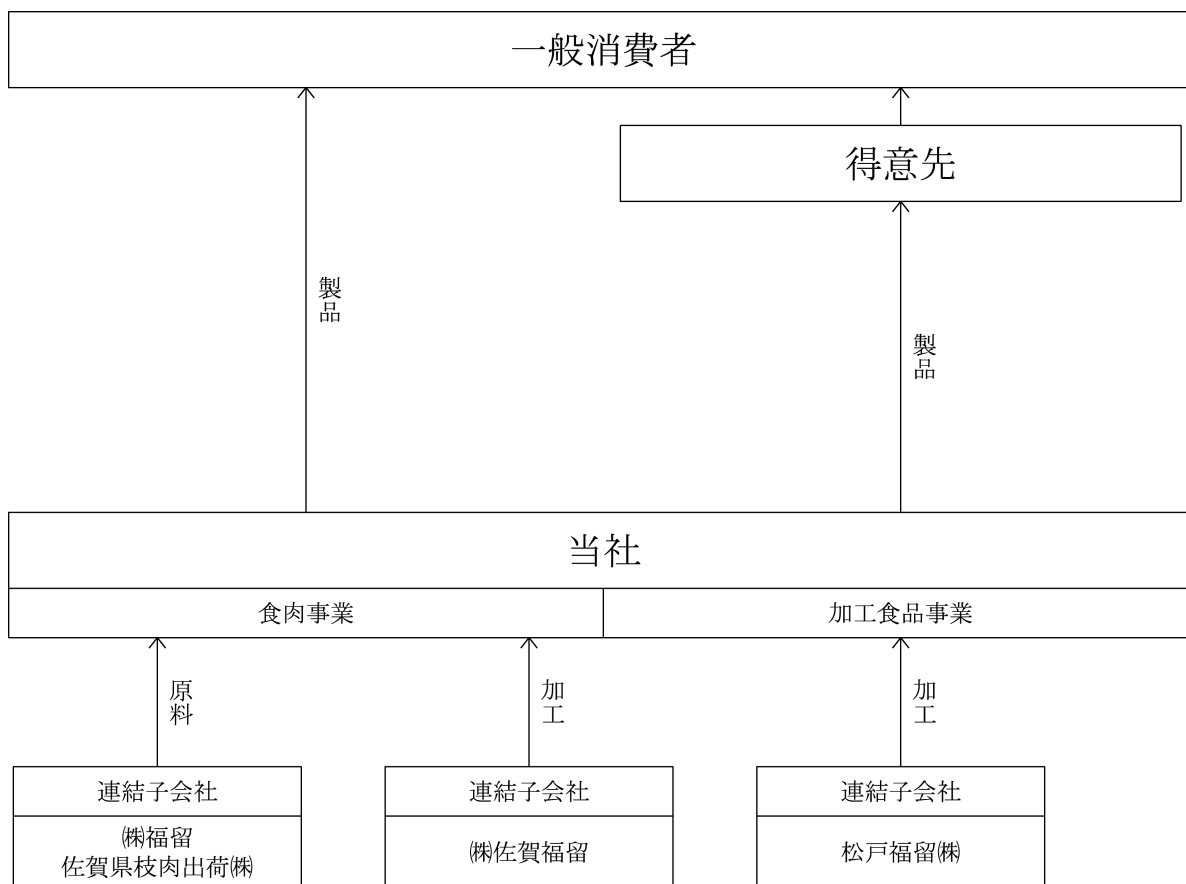 一般消費者
得意先
製品
製品
当社
食肉事業
加工食品事業
原料
加工
加工
連結子会社
連結子会社
連結子会社
㈱福留
佐賀県枝肉出荷㈱
㈱佐賀福留
松戸福留㈱